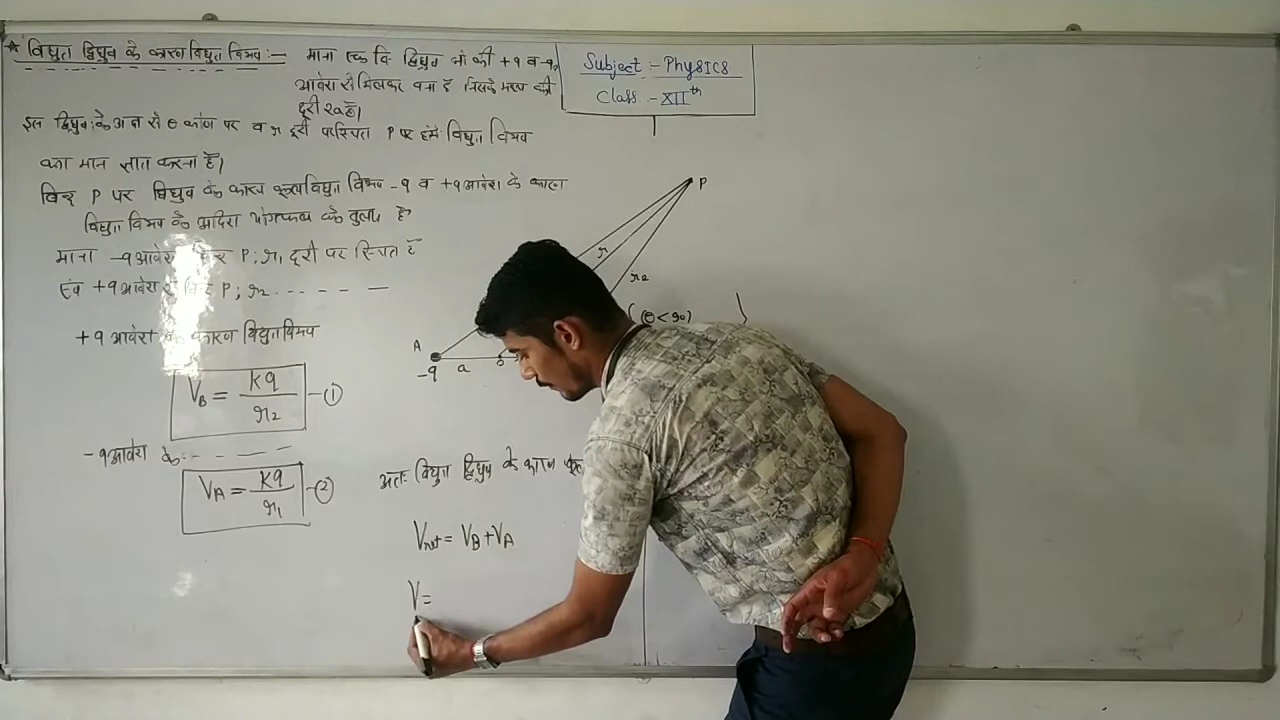 * विद्युत द्विध्रुव के कारण विद्युत विभव :—
माना एक वि द्विध्रुव जो की +q व -q
आवेश से मिलकर बना है जिसके मध्य की
दूरी 2a है।
इस द्विध्रुव के अक्ष से θ कोण पर व r दूरी पर स्थित P पर हमें विद्युत विभव
का मान ज्ञात करना है।
बिन्दु P पर द्विध्रुव के कारण कुल विद्युत विभव -q व +q आवेश के कारण
विद्युत विभव के अदिश योगफल के तुल्य है
माना -q आवेश P; r₁ दूरी पर स्थित है
एवं +q आवेश से P; r₂ - - - - -
+q आवेश के कारण विद्युत विभव
V_B = kq/r₂ —①
-q आवेश के - - - -
V_A = kq/r₁ —②
Subject :- PhySICS
Class :- XIIth
P
r
r₂
(θ<90)
A
-q
a
o
अतः विद्युत द्विध्रुव के कारण कुल
Vnet = V_B + V_A
V =